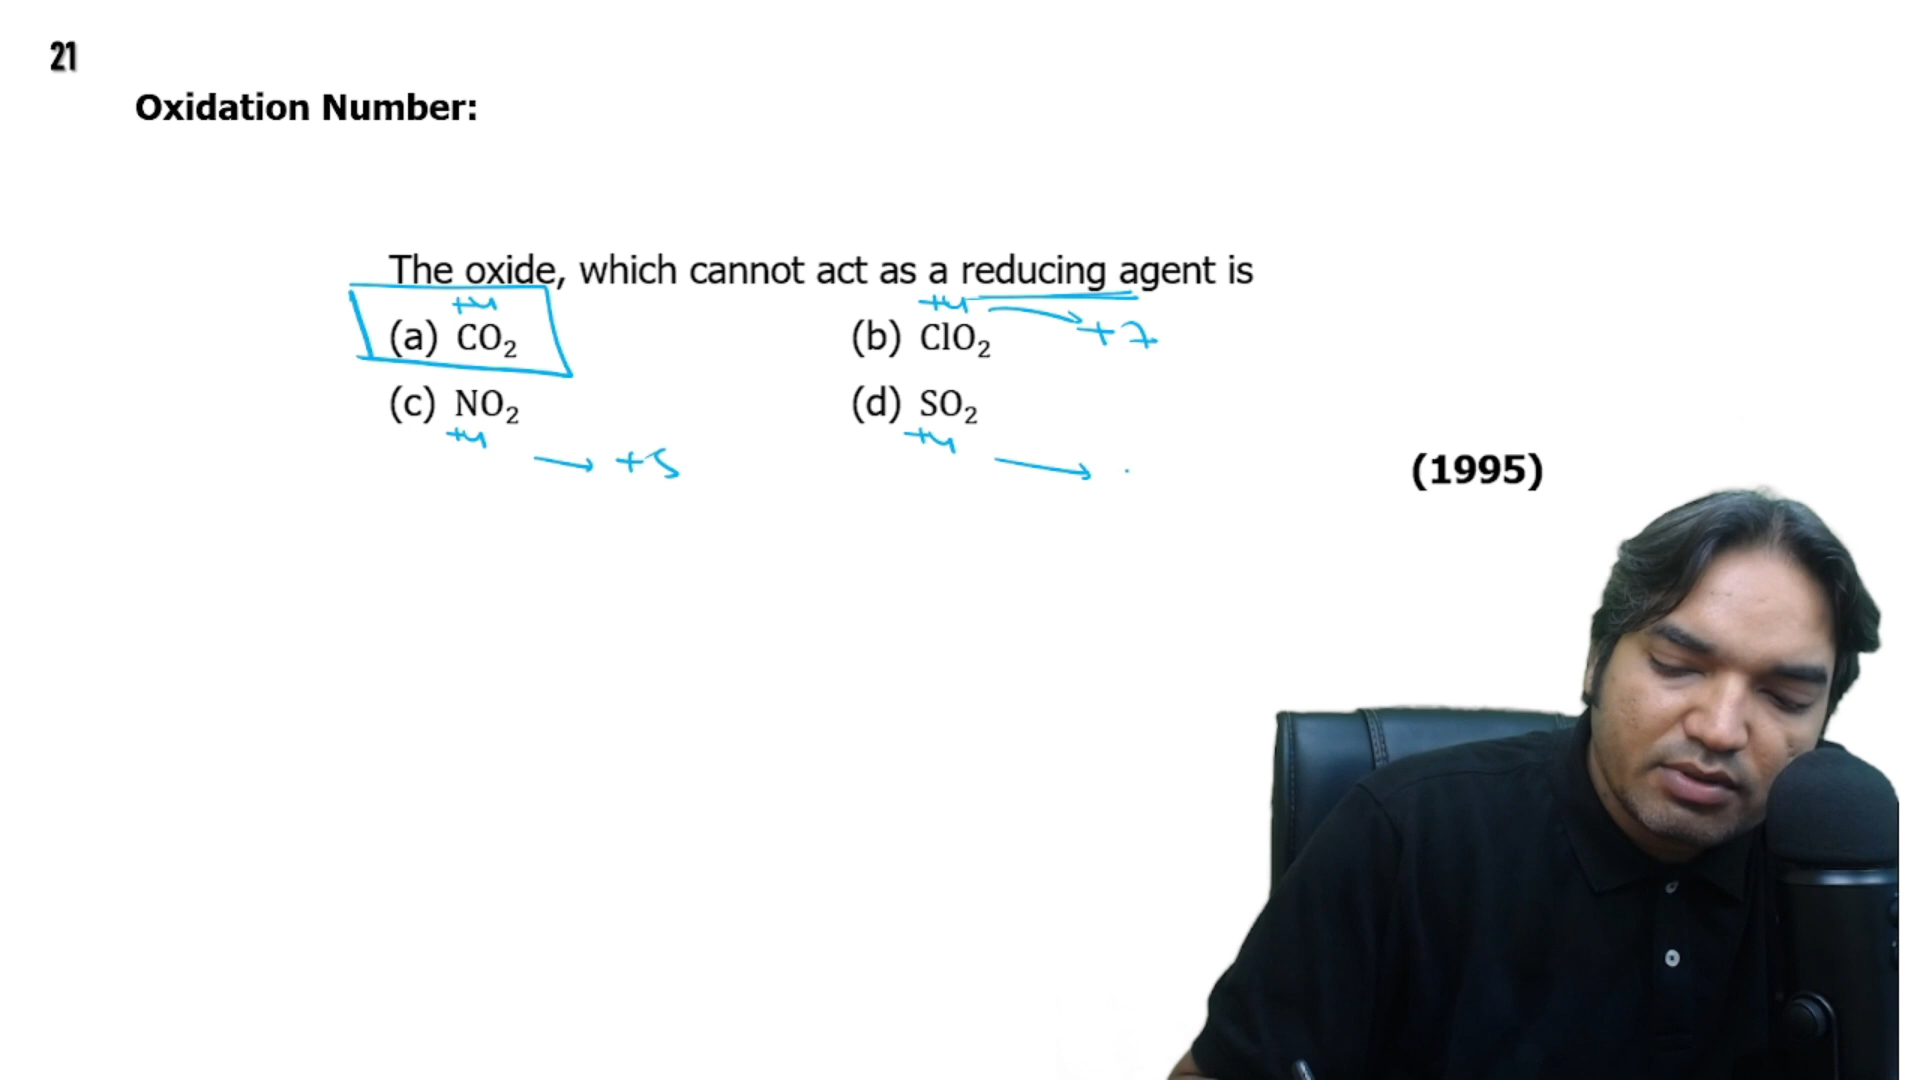 21
Oxidation Number:
The oxide, which cannot act as a reducing agent is
+4 +4
(a) CO₂ (b) ClO₂ +7
(c) NO₂ (d) SO₂
+4 → +5 +4 →
(1995)